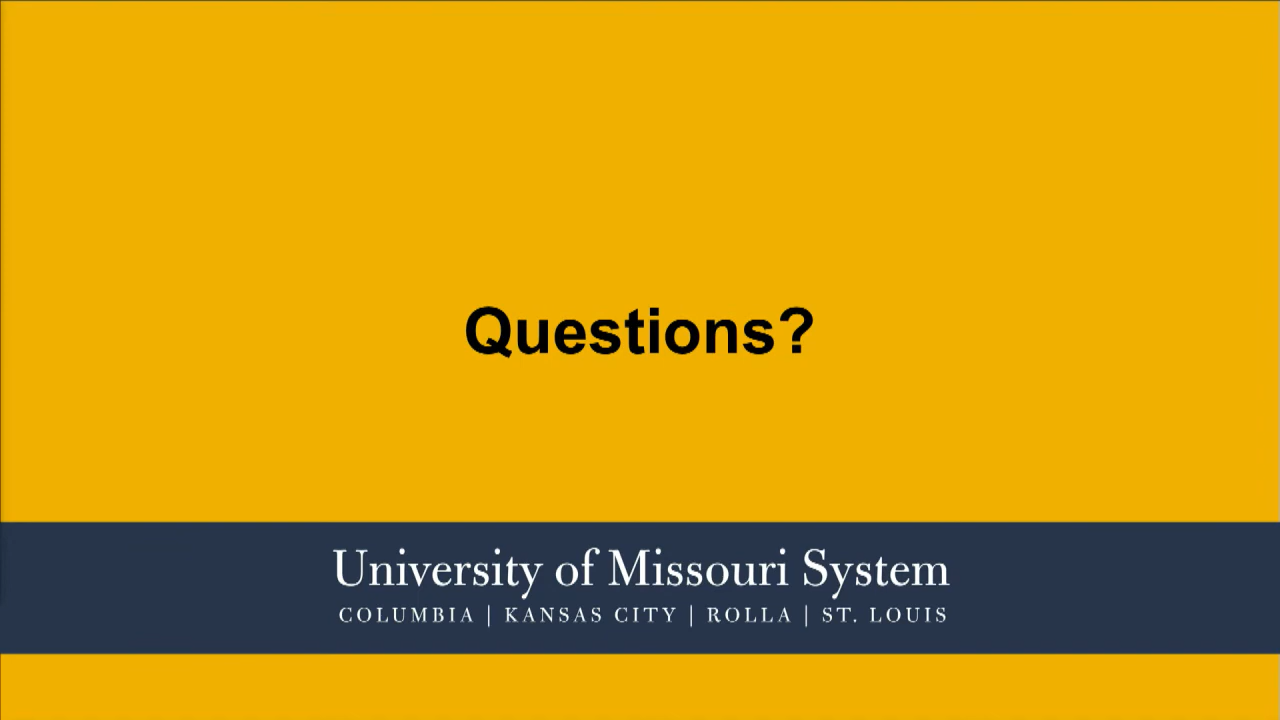 Questions?
University of Missouri System
COLUMBIA | KANSAS CITY | ROLLA | ST. LOUIS